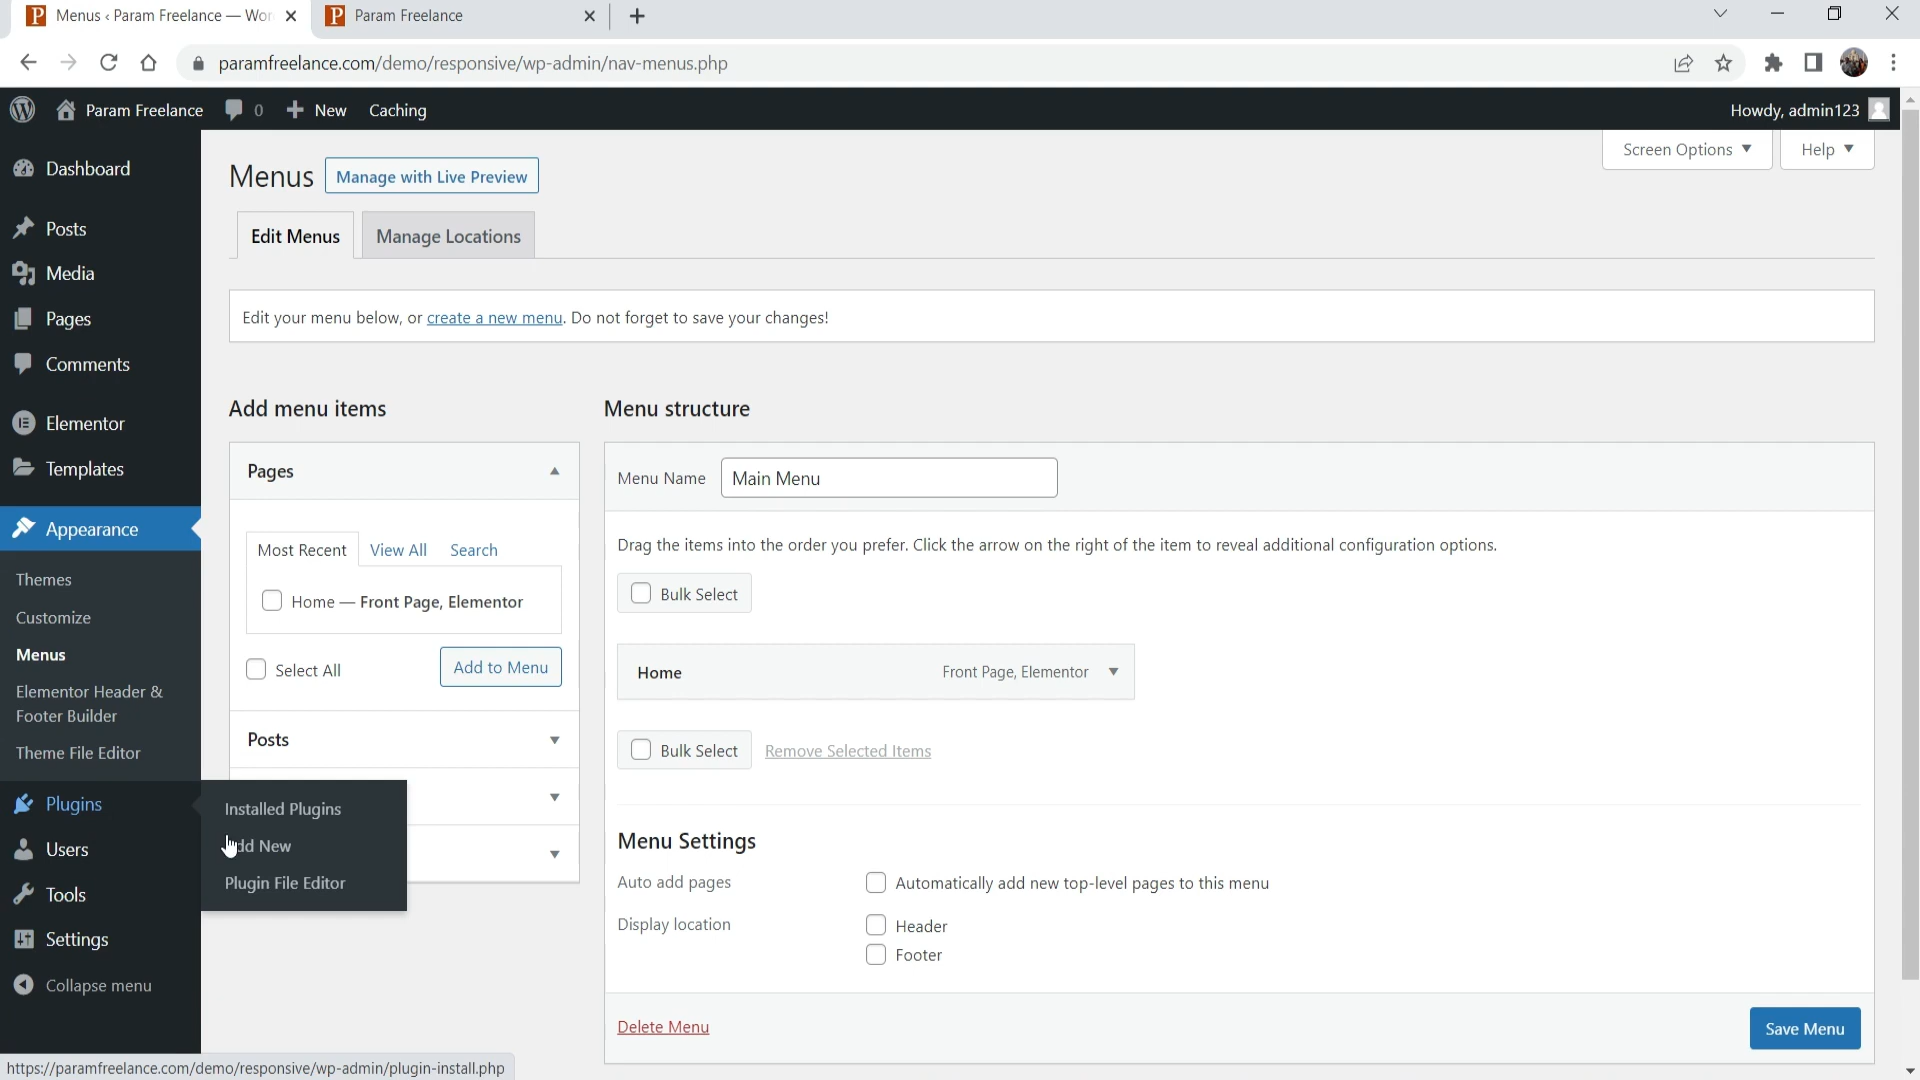 Menus ‹ Param Freelance — Wor
Param Freelance
paramfreelance.com/demo/responsive/wp-admin/nav-menus.php
Param Freelance 0 New Caching
Howdy, admin123
Dashboard
Posts
Media
Pages
Comments
Elementor
Templates
Appearance
Themes
Customize
Menus
Elementor Header &
Footer Builder
Theme File Editor
Plugins
Users
Tools
Settings
Collapse menu
Installed Plugins
dd New
Plugin File Editor
Screen Options
Help
Menus
Manage with Live Preview
Edit Menus
Manage Locations
Edit your menu below, or create a new menu. Do not forget to save your changes!
Add menu items
Pages
Most Recent
View All
Search
Home — Front Page, Elementor
Select All
Add to Menu
Posts
Menu structure
Menu Name
Main Menu
Drag the items into the order you prefer. Click the arrow on the right of the item to reveal additional configuration options.
Bulk Select
Home
Front Page, Elementor
Bulk Select
Remove Selected Items
Menu Settings
Auto add pages
Automatically add new top-level pages to this menu
Display location
Header
Footer
Delete Menu
Save Menu
https://paramfreelance.com/demo/responsive/wp-admin/plugin-install.php